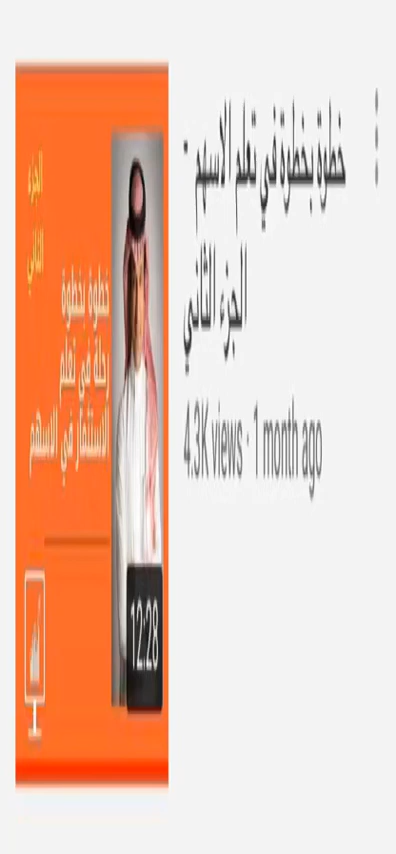 الجزء
الثاني
خطوة بخطوة
رحلة في تعلم
الاستثمار في الاسهم
12:28
خطوة بخطوة في تعلم الاسهم -
الجزء الثاني
4.3K views · 1 month ago